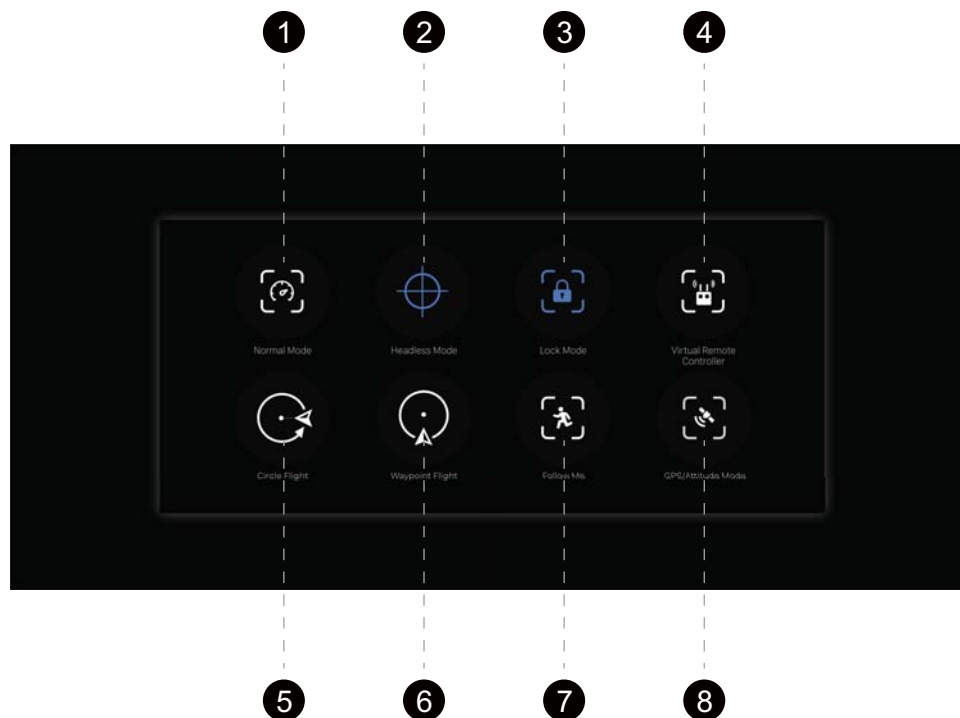 1 2 3 4
Normal Mode Headless Mode Lock Mode Virtual Remote
Controller
Circle Flight Waypoint Flight Follow Me GPS/Attitude Mode
5 6 7 8